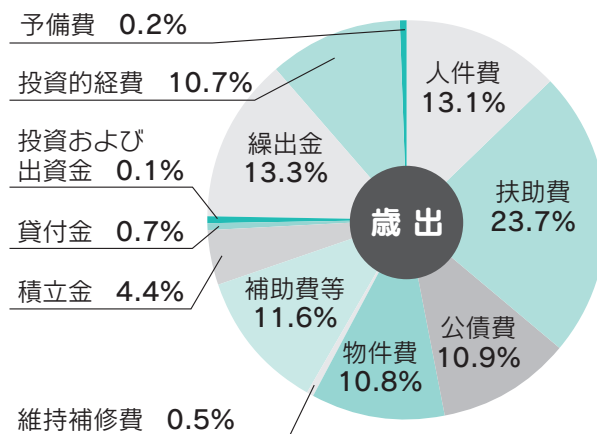 予備費 0.2%
投資的経費 10.7%
投資および
出資金 0.1%
貸付金 0.7%
積立金 4.4%
維持補修費 0.5%
人件費
13.1%
扶助費
23.7%
公債費
10.9%
物件費
10.8%
補助費等
11.6%
繰出金
13.3%
歳出